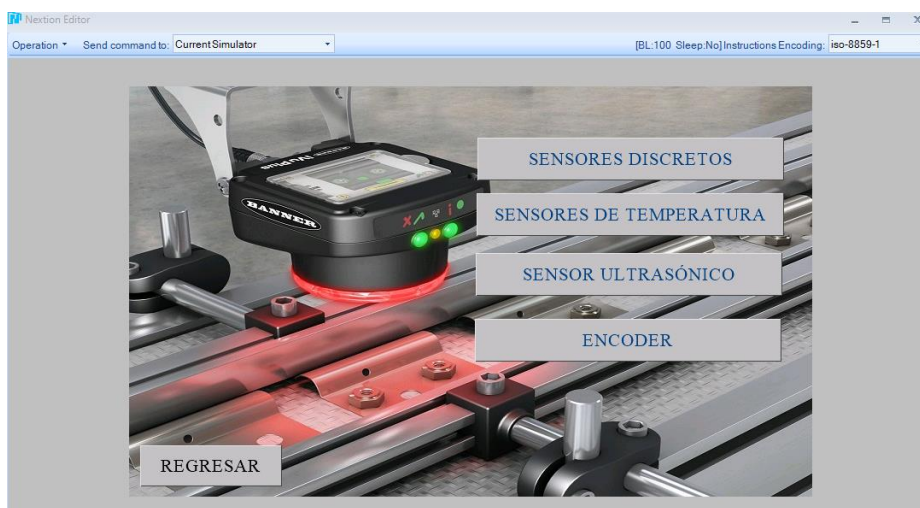 Nextion Editor
Operation Send command to: Current Simulator [BL:100 Sleep:No] Instructions Encoding: iso-8859-1
BANNER iVuPlus
SENSORES DISCRETOS
SENSORES DE TEMPERATURA
SENSOR ULTRASÓNICO
ENCODER
REGRESAR